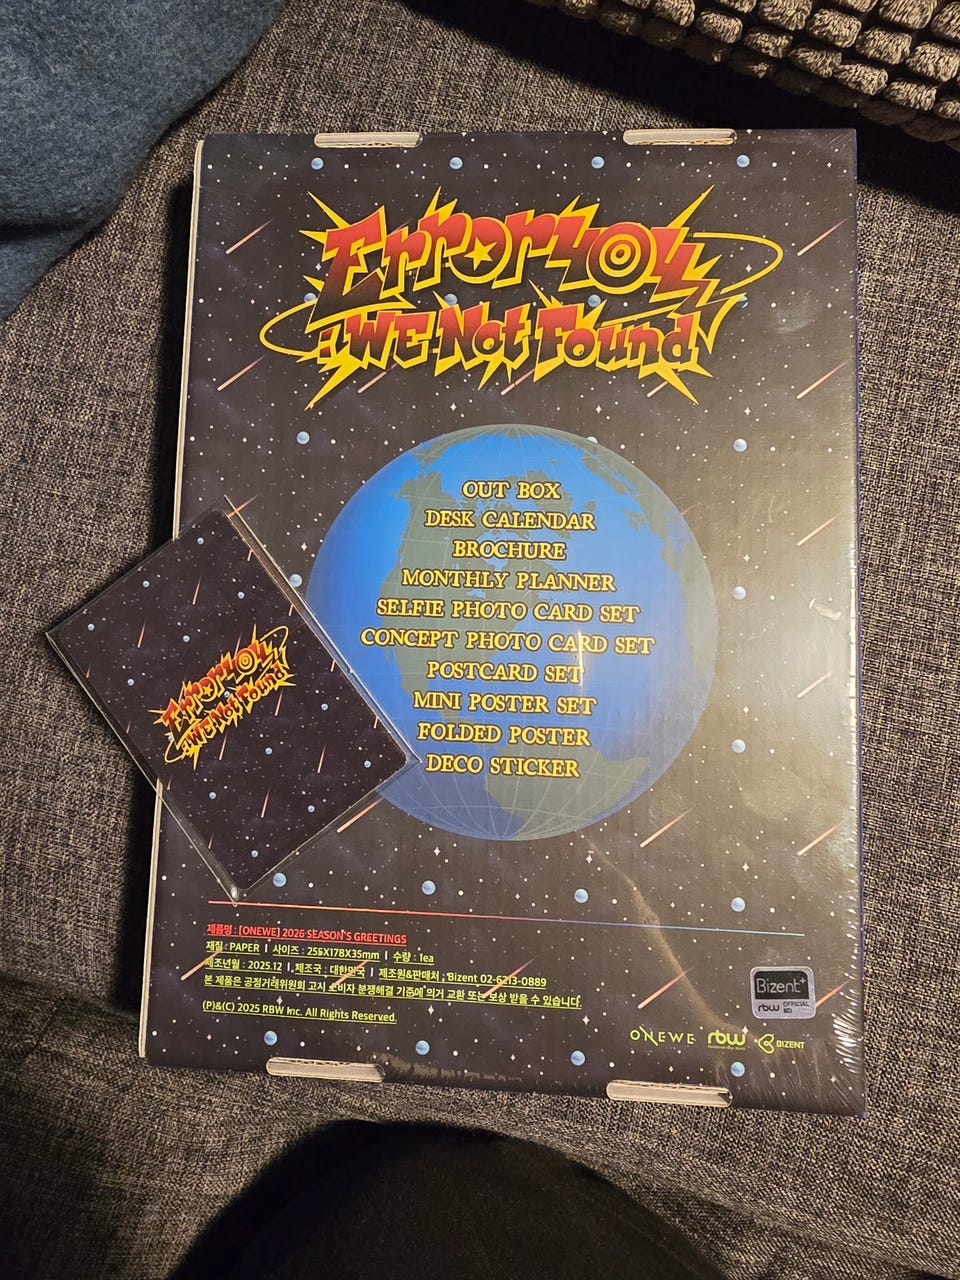 Error404
:WE Not Found
OUT BOX
DESK CALENDAR
BROCHURE
MONTHLY PLANNER
SELFIE PHOTO CARD SET
CONCEPT PHOTO CARD SET
POSTCARD SET
MINI POSTER SET
FOLDED POSTER
DECO STICKER
Error404
:WE Not Found
제품명 : [ONEWE] 2026 SEASON'S GREETINGS
재질 : PAPER I 사이즈 : 255X178X35mm I 수량 : 1ea
제조년월 : 2025.12 I 제조국 : 대한민국 I 제조원&판매처 : Bizent 02-6213-0889
본 제품은 공정거래위원회 고시 소비자 분쟁해결 기준에 의거 교환 또는 보상 받을 수 있습니다.
(P)&(C) 2025 RBW Inc. All Rights Reserved.
Bizent+
rbw OFFICIAL MD
ONEWE rbw BIZENT